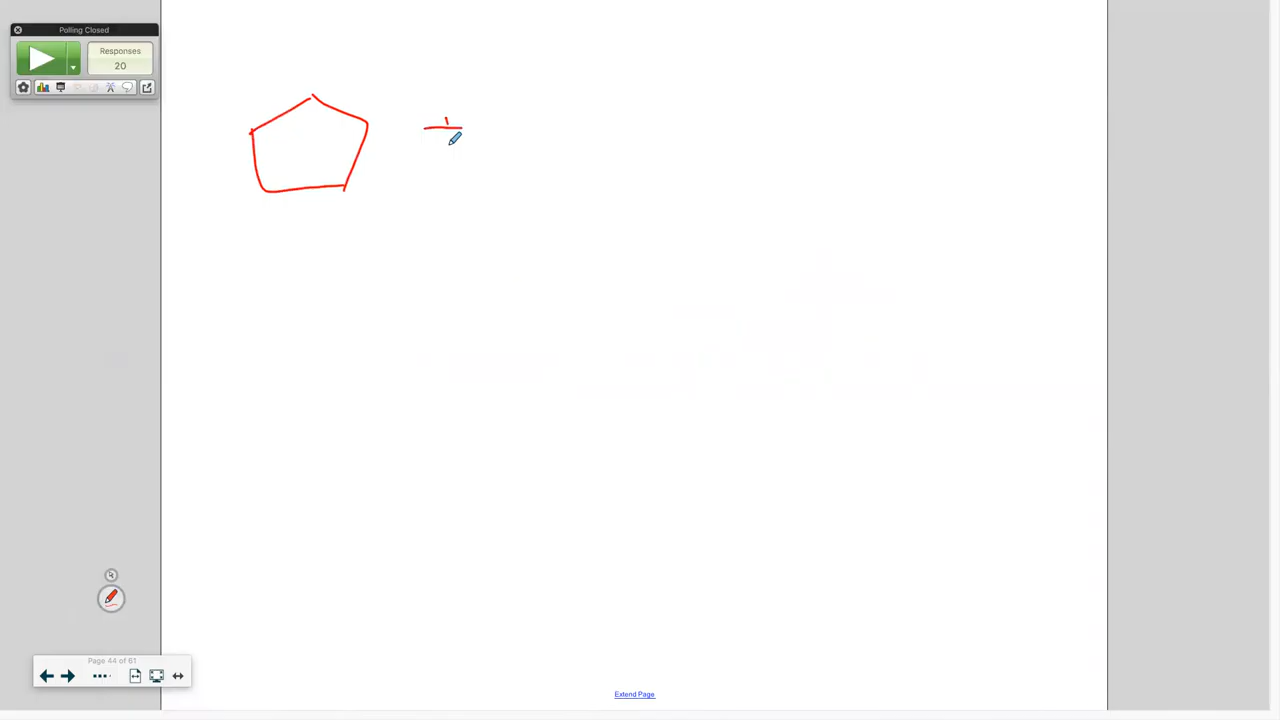 Polling Closed
Responses
20
Page 44 of 61
Extend Page